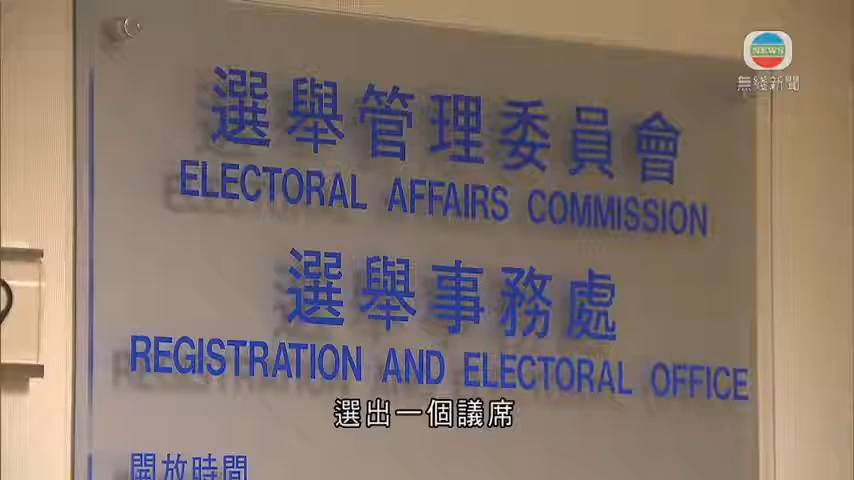 NEWS
無綫新聞
選舉管理委員會
ELECTORAL AFFAIRS COMMISSION
選舉事務處
REGISTRATION AND ELECTORAL OFFICE
選出一個議席
開放時間